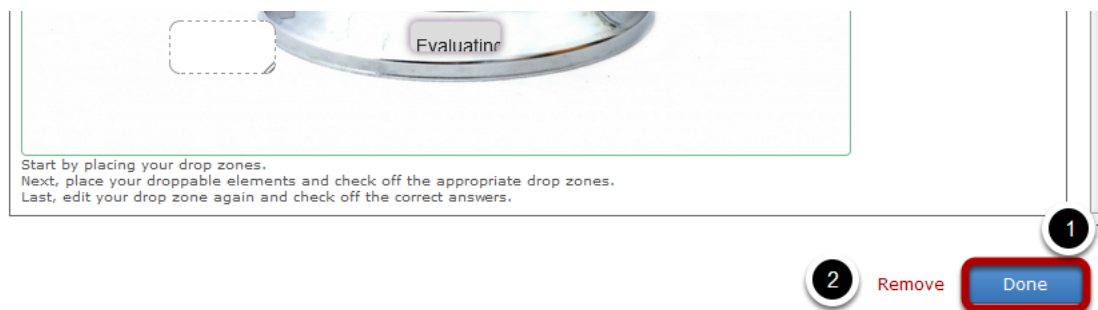 Evaluating
Start by placing your drop zones.
Next, place your droppable elements and check off the appropriate drop zones.
Last, edit your drop zone again and check off the correct answers.
1
2 Remove Done